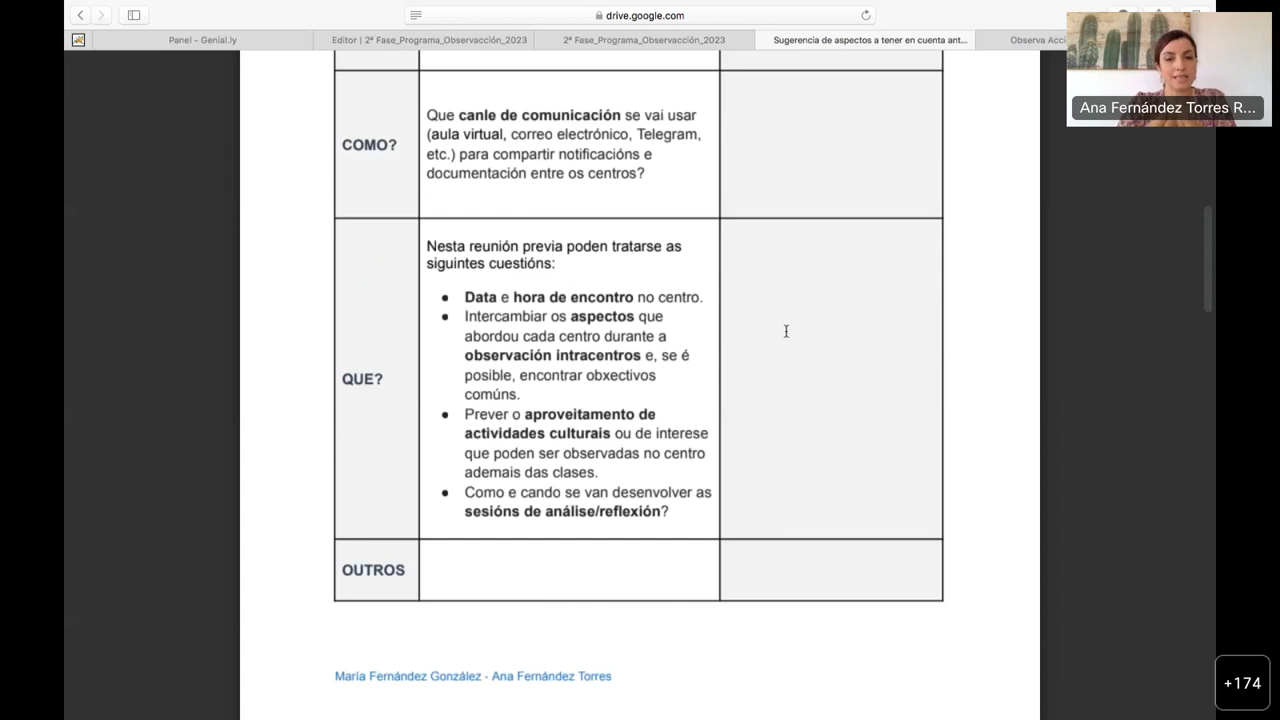 drive.google.com
Panel - Genial.ly
Editor | 2ª Fase_Programa_Observacción_2023
2ª Fase_Programa_Observacción_2023
Sugerencia de aspectos a tener en cuenta ant...
Observa Acci
Ana Fernández Torres R...
COMO?
Que canle de comunicación se vai usar
(aula virtual, correo electrónico, Telegram,
etc.) para compartir notificacións e
documentación entre os centros?
QUE?
Nesta reunión previa poden tratarse as
siguintes cuestións:
● Data e hora de encontro no centro.
● Intercambiar os aspectos que
abordou cada centro durante a
observación intracentros e, se é
posible, encontrar obxectivos
comúns.
● Prever o aproveitamento de
actividades culturais ou de interese
que poden ser observadas no centro
ademais das clases.
● Como e cando se van desenvolver as
sesións de análise/reflexión?
OUTROS
María Fernández González - Ana Fernández Torres
+174